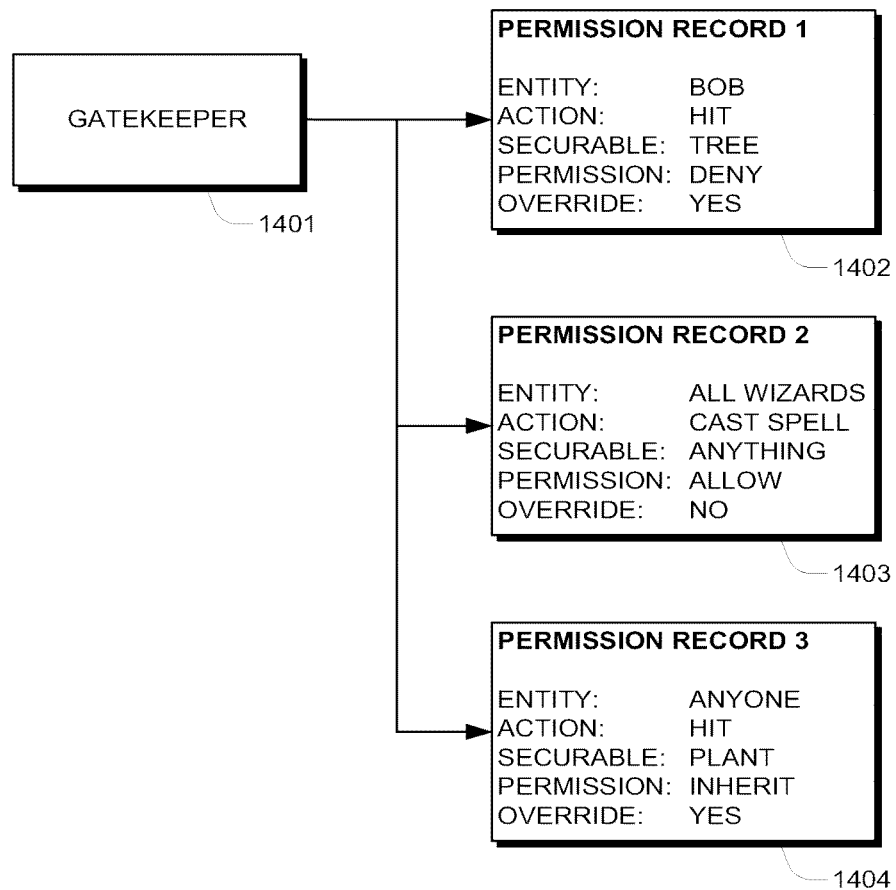 GATEKEEPER
1401
PERMISSION RECORD 1
ENTITY: BOB
ACTION: HIT
SECURABLE: TREE
PERMISSION: DENY
OVERRIDE: YES
1402
PERMISSION RECORD 2
ENTITY: ALL WIZARDS
ACTION: CAST SPELL
SECURABLE: ANYTHING
PERMISSION: ALLOW
OVERRIDE: NO
1403
PERMISSION RECORD 3
ENTITY: ANYONE
ACTION: HIT
SECURABLE: PLANT
PERMISSION: INHERIT
OVERRIDE: YES
1404